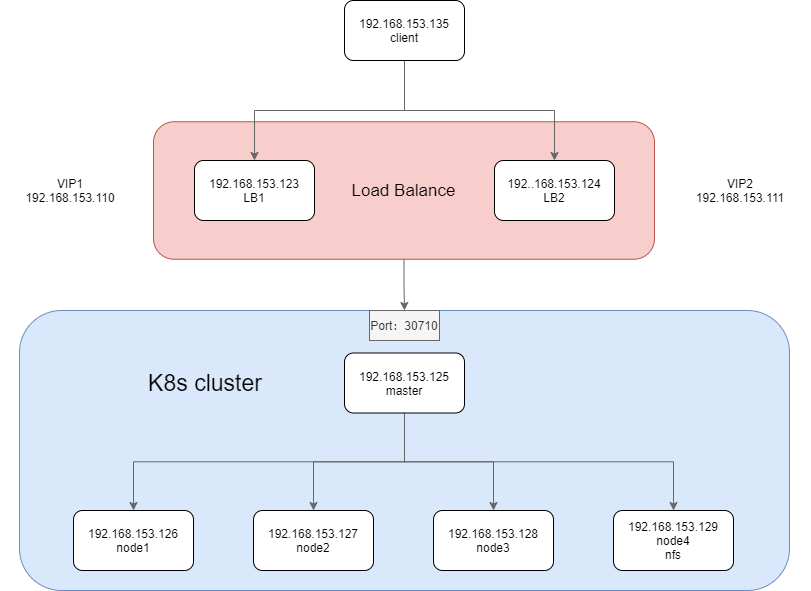 192.168.153.135
client
VIP1
192.168.153.110
192.168.153.123
LB1
Load Balance
192..168.153.124
LB2
VIP2
192.168.153.111
Port: 30710
K8s cluster
192.168.153.125
master
192.168.153.126
node1
192.168.153.127
node2
192.168.153.128
node3
192.168.153.129
node4
nfs